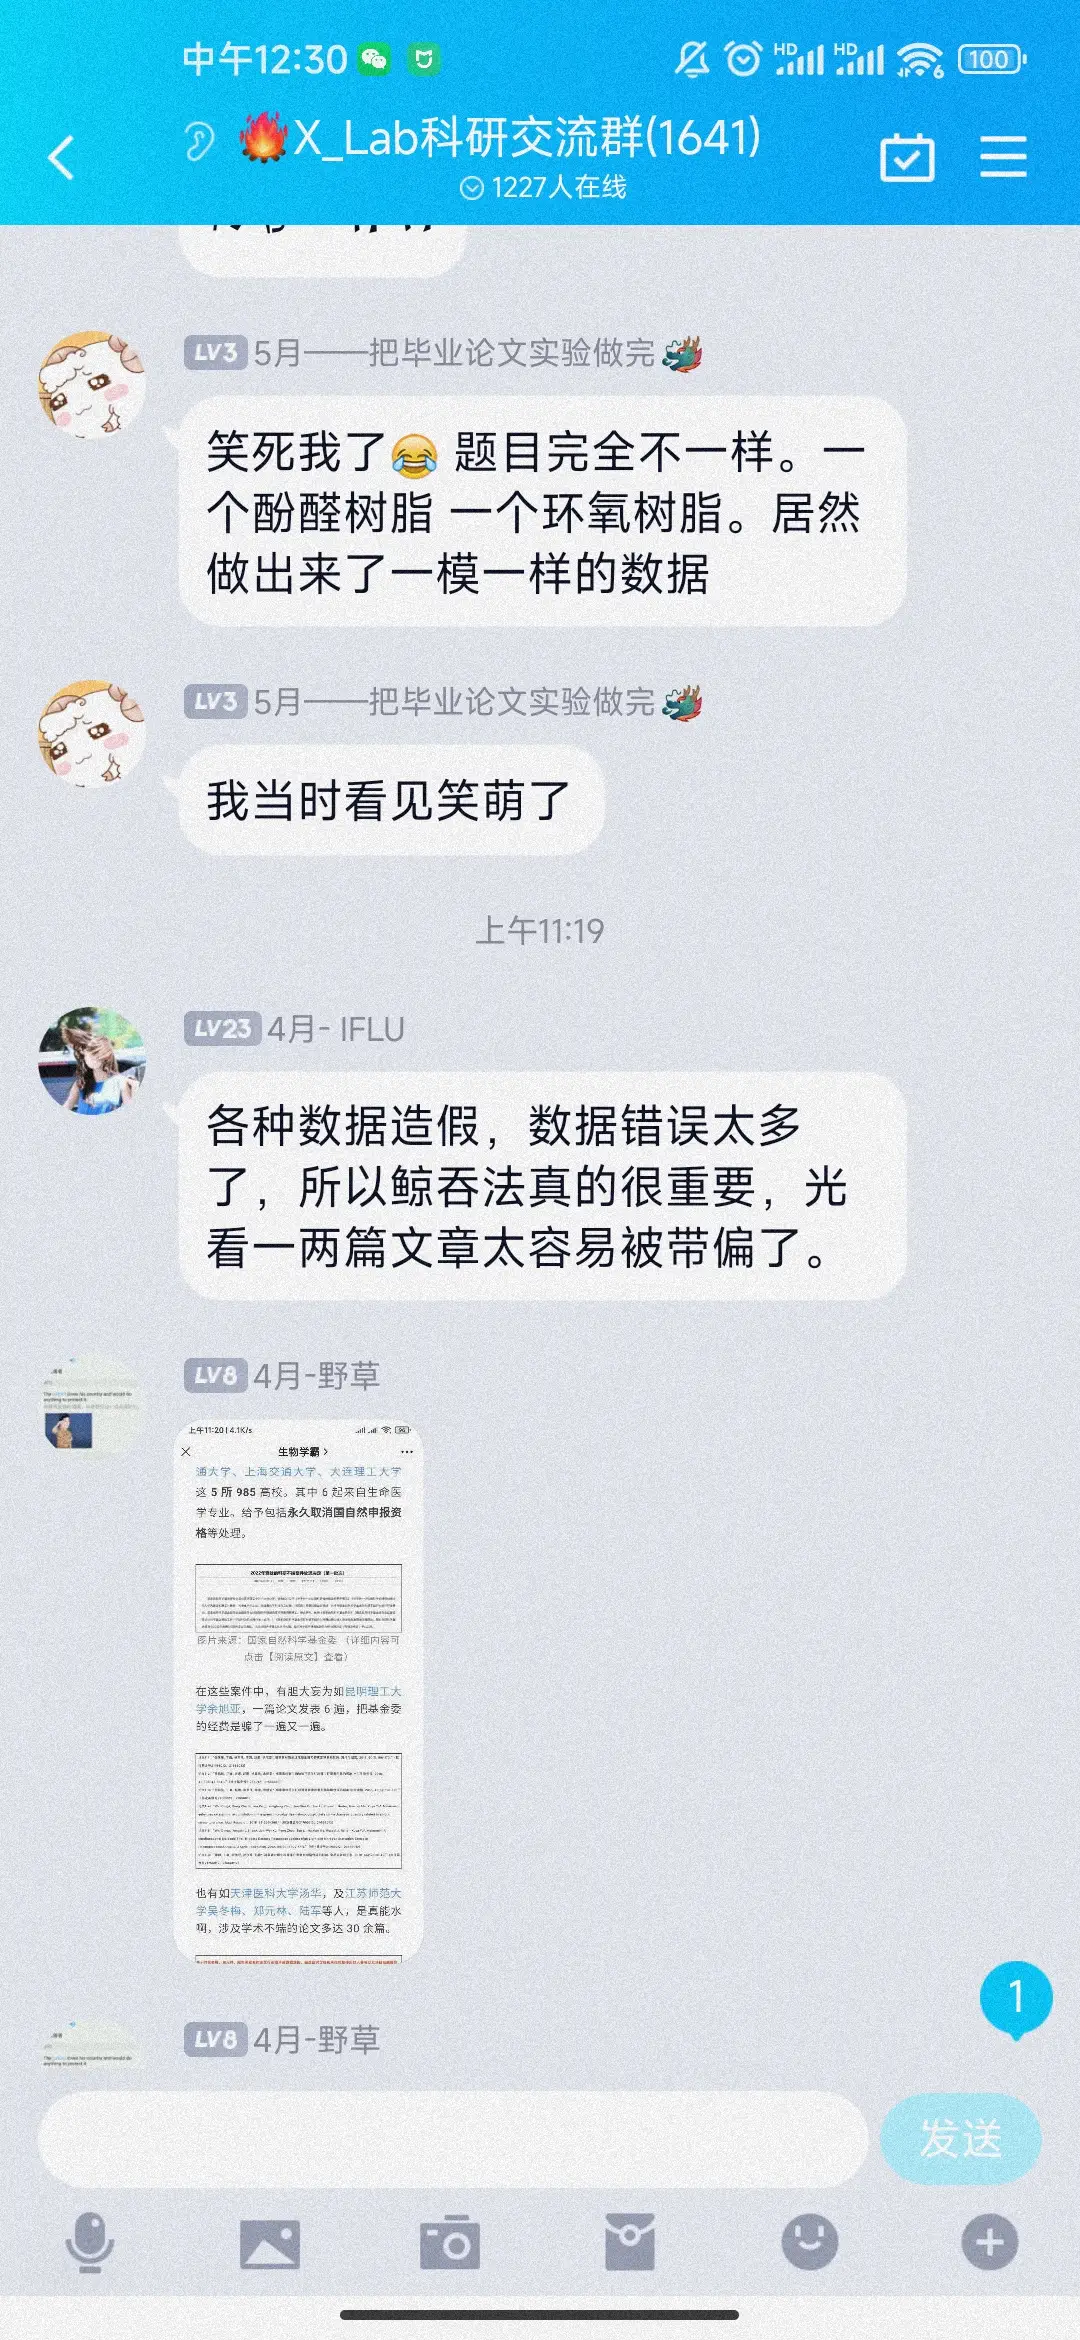 中午12:30
HD
HD
6
100
X_Lab科研交流群(1641)
1227人在线
LV3 5月——把毕业论文实验做完
笑死我了 题目完全不一样。一
个酚醛树脂 一个环氧树脂。居然
做出来了一模一样的数据
LV3 5月——把毕业论文实验做完
我当时看见笑萌了
上午11:19
LV23 4月- IFLU
各种数据造假，数据错误太多
了，所以鲸吞法真的很重要，光
看一两篇文章太容易被带偏了。
LV8 4月-野草
上午11:20 | 4.1K/s
生物学霸
通大学、上海交通大学、大连理工大学
这 5 所 985 高校。其中 6 起来自生命医
学专业。给予包括永久取消国自然申报资
格等处理。
图片来源：国家自然科学基金委 （详细内容可
点击【阅读原文】查看）
在这些案件中，有胆大妄为如昆明理工大
学余旭亚，一篇论文发表 6 遍，把基金委
的经费是骗了一遍又一遍。
也有如天津医科大学汤华，及江苏师范大
学吴冬梅、郑元林、陆军等人，是真能水
啊，涉及学术不端的论文多达 30 余篇。
1
LV8 4月-野草
发送